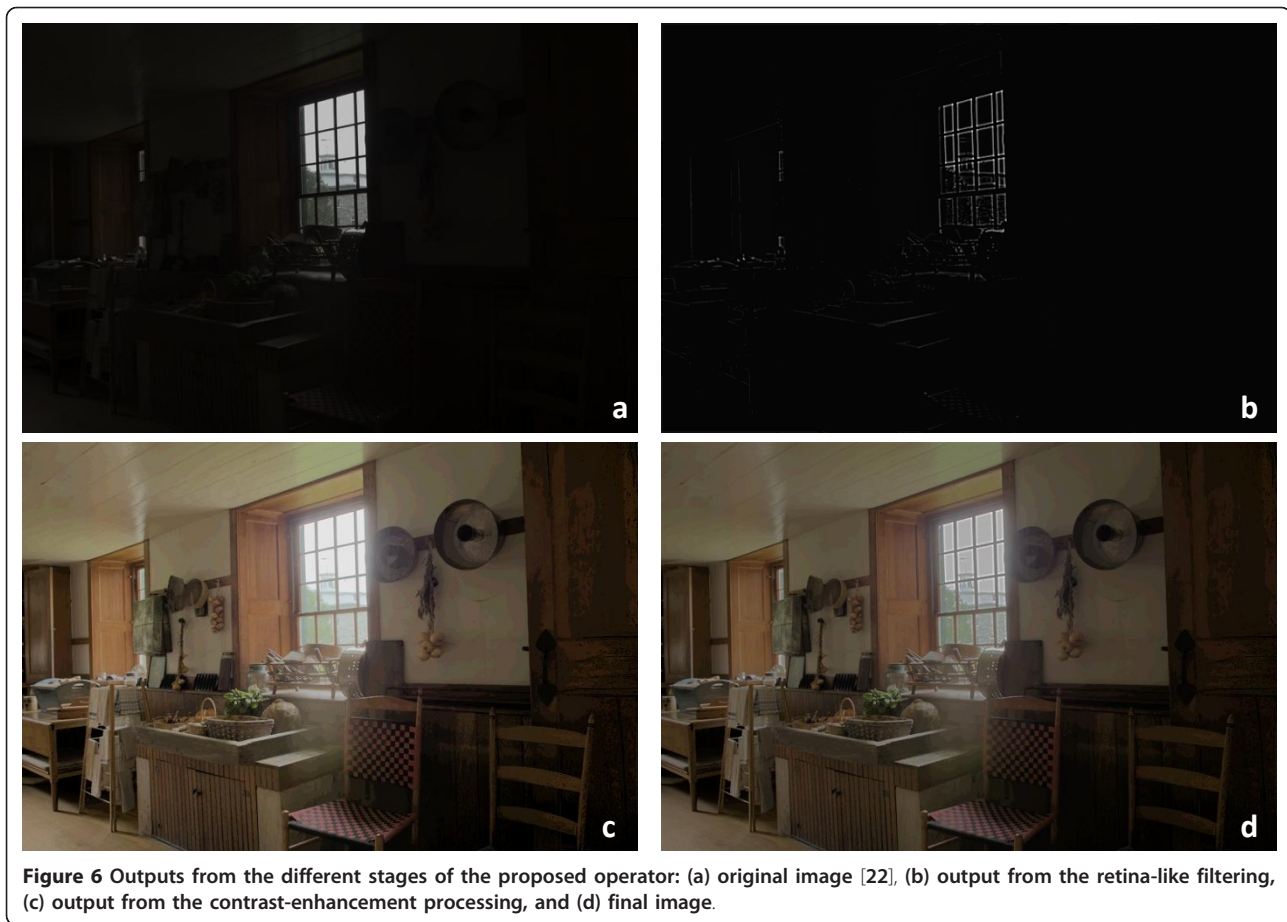 a
b
c
d
Figure 6 Outputs from the different stages of the proposed operator: (a) original image [22], (b) output from the retina-like filtering,
(c) output from the contrast-enhancement processing, and (d) final image.